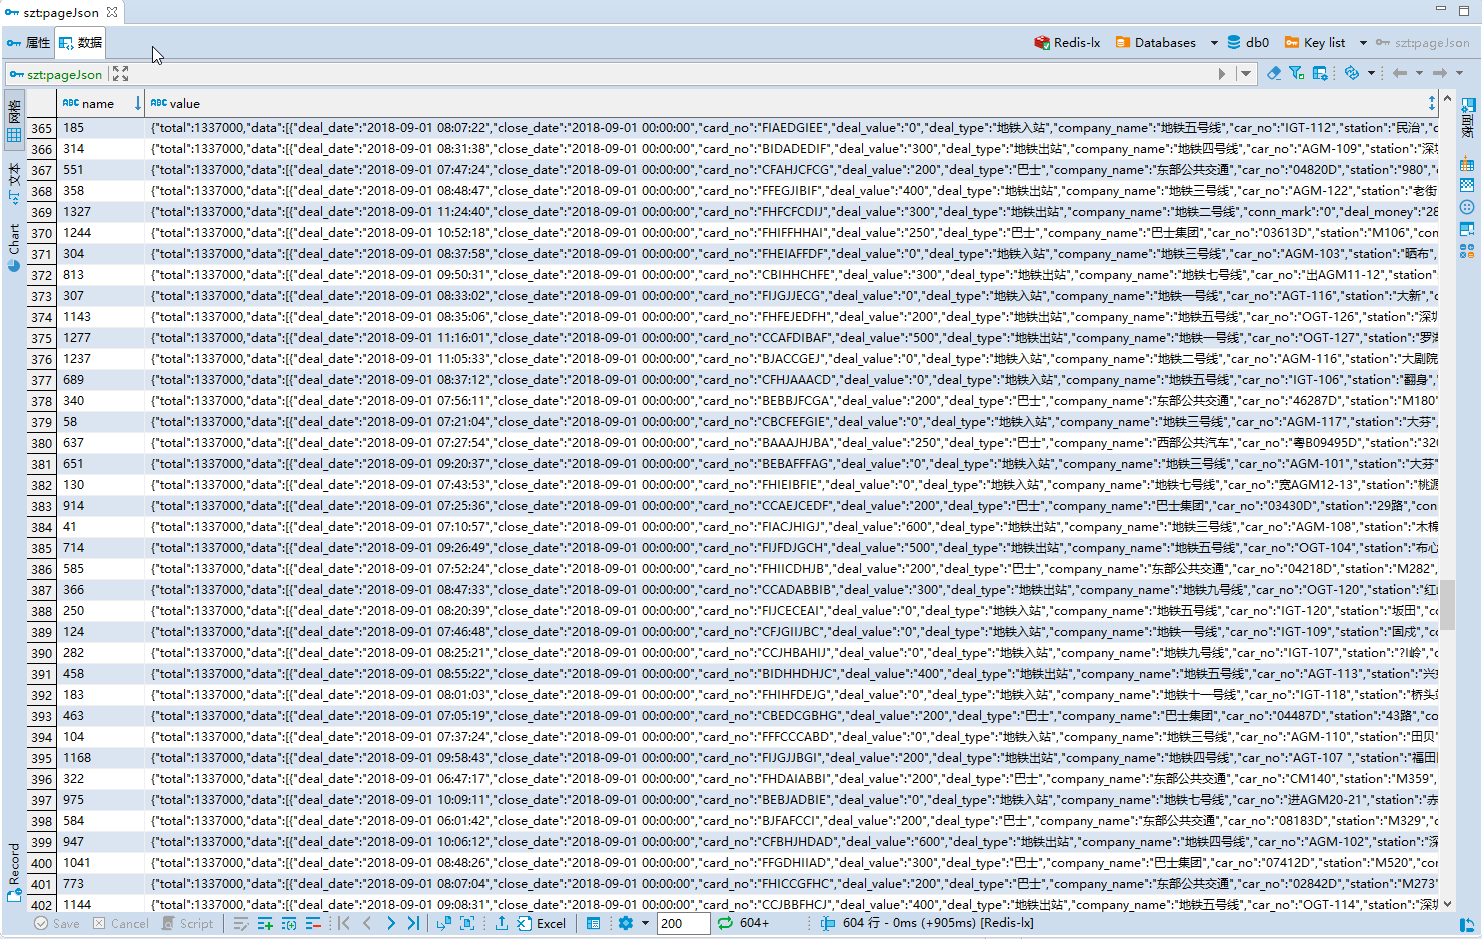 szt:pageJson
属性 数据 Redis-lx Databases db0 Key list szt:pageJson
szt:pageJson
ABC name ABC value
365 185 {"total":1337000,"data":[{"deal_date":"2018-09-01 08:07:22","close_date":"2018-09-01 00:00:00","card_no":"FIAEDGIEE","deal_value":"0","deal_type":"地铁入站","company_name":"地铁五号线","car_no":"IGT-112","station":"民治","c
366 314 {"total":1337000,"data":[{"deal_date":"2018-09-01 08:31:38","close_date":"2018-09-01 00:00:00","card_no":"BIDADEDIF","deal_value":"300","deal_type":"地铁出站","company_name":"地铁四号线","car_no":"AGM-109","station":"深圳
367 551 {"total":1337000,"data":[{"deal_date":"2018-09-01 07:47:24","close_date":"2018-09-01 00:00:00","card_no":"CFAHJCFCG","deal_value":"200","deal_type":"巴士","company_name":"东部公共交通","car_no":"04820D","station":"980","c
368 358 {"total":1337000,"data":[{"deal_date":"2018-09-01 08:48:47","close_date":"2018-09-01 00:00:00","card_no":"FFEGJIBIF","deal_value":"400","deal_type":"地铁出站","company_name":"地铁三号线","car_no":"AGM-122","station":"老街
369 1327 {"total":1337000,"data":[{"deal_date":"2018-09-01 11:24:40","close_date":"2018-09-01 00:00:00","card_no":"FHFCFCDIJ","deal_value":"300","deal_type":"地铁出站","company_name":"地铁二号线","conn_mark":"0","deal_money":"28
370 1244 {"total":1337000,"data":[{"deal_date":"2018-09-01 10:52:18","close_date":"2018-09-01 00:00:00","card_no":"FHIFFHHAI","deal_value":"250","deal_type":"巴士","company_name":"巴士集团","car_no":"03613D","station":"M106","con
371 304 {"total":1337000,"data":[{"deal_date":"2018-09-01 08:37:58","close_date":"2018-09-01 00:00:00","card_no":"FHEIAFFDF","deal_value":"0","deal_type":"地铁入站","company_name":"地铁三号线","car_no":"AGM-103","station":"晒布",
372 813 {"total":1337000,"data":[{"deal_date":"2018-09-01 09:50:31","close_date":"2018-09-01 00:00:00","card_no":"CBIHHCHFE","deal_value":"300","deal_type":"地铁出站","company_name":"地铁七号线","car_no":"出AGM11-12","station":
373 307 {"total":1337000,"data":[{"deal_date":"2018-09-01 08:33:02","close_date":"2018-09-01 00:00:00","card_no":"FIJGJJECG","deal_value":"0","deal_type":"地铁入站","company_name":"地铁一号线","car_no":"AGT-116","station":"大新","c
374 1143 {"total":1337000,"data":[{"deal_date":"2018-09-01 08:35:06","close_date":"2018-09-01 00:00:00","card_no":"FHFEJEDFH","deal_value":"200","deal_type":"地铁出站","company_name":"地铁五号线","car_no":"OGT-126","station":"深圳
375 1277 {"total":1337000,"data":[{"deal_date":"2018-09-01 11:16:01","close_date":"2018-09-01 00:00:00","card_no":"CCAFDIBAF","deal_value":"500","deal_type":"地铁出站","company_name":"地铁一号线","car_no":"OGT-127","station":"罗湖
376 1237 {"total":1337000,"data":[{"deal_date":"2018-09-01 11:05:33","close_date":"2018-09-01 00:00:00","card_no":"BJACCGEJ","deal_value":"0","deal_type":"地铁入站","company_name":"地铁二号线","car_no":"AGM-116","station":"大剧院
377 689 {"total":1337000,"data":[{"deal_date":"2018-09-01 08:37:12","close_date":"2018-09-01 00:00:00","card_no":"CFHJAAACD","deal_value":"0","deal_type":"地铁入站","company_name":"地铁五号线","car_no":"IGT-106","station":"翻身","
378 340 {"total":1337000,"data":[{"deal_date":"2018-09-01 07:56:11","close_date":"2018-09-01 00:00:00","card_no":"BEBBJFCGA","deal_value":"200","deal_type":"巴士","company_name":"东部公共交通","car_no":"46287D","station":"M180"
379 58 {"total":1337000,"data":[{"deal_date":"2018-09-01 07:21:04","close_date":"2018-09-01 00:00:00","card_no":"CBCFEFGIE","deal_value":"0","deal_type":"地铁入站","company_name":"地铁三号线","car_no":"AGM-117","station":"大芬",
380 637 {"total":1337000,"data":[{"deal_date":"2018-09-01 07:27:54","close_date":"2018-09-01 00:00:00","card_no":"BAAAJHJBA","deal_value":"250","deal_type":"巴士","company_name":"西部公共汽车","car_no":"粤B09495D","station":"320
381 651 {"total":1337000,"data":[{"deal_date":"2018-09-01 09:20:37","close_date":"2018-09-01 00:00:00","card_no":"BEBAFFFAG","deal_value":"0","deal_type":"地铁入站","company_name":"地铁三号线","car_no":"AGM-101","station":"大芬"
382 130 {"total":1337000,"data":[{"deal_date":"2018-09-01 07:43:53","close_date":"2018-09-01 00:00:00","card_no":"FHIEIBFIE","deal_value":"0","deal_type":"地铁入站","company_name":"地铁七号线","car_no":"宽AGM12-13","station":"桃源
383 914 {"total":1337000,"data":[{"deal_date":"2018-09-01 07:25:36","close_date":"2018-09-01 00:00:00","card_no":"CCAEJCEDF","deal_value":"200","deal_type":"巴士","company_name":"巴士集团","car_no":"03430D","station":"29路","con
384 41 {"total":1337000,"data":[{"deal_date":"2018-09-01 07:10:57","close_date":"2018-09-01 00:00:00","card_no":"FIACJHIGJ","deal_value":"600","deal_type":"地铁出站","company_name":"地铁三号线","car_no":"AGM-108","station":"木棉
385 714 {"total":1337000,"data":[{"deal_date":"2018-09-01 09:26:49","close_date":"2018-09-01 00:00:00","card_no":"FIJFDJGCH","deal_value":"500","deal_type":"地铁出站","company_name":"地铁五号线","car_no":"OGT-104","station":"布心
386 585 {"total":1337000,"data":[{"deal_date":"2018-09-01 07:52:24","close_date":"2018-09-01 00:00:00","card_no":"FHIICDHJB","deal_value":"200","deal_type":"巴士","company_name":"东部公共交通","car_no":"04218D","station":"M282",
387 366 {"total":1337000,"data":[{"deal_date":"2018-09-01 08:47:33","close_date":"2018-09-01 00:00:00","card_no":"CCADABBIB","deal_value":"300","deal_type":"地铁出站","company_name":"地铁九号线","car_no":"OGT-120","station":"红山
388 250 {"total":1337000,"data":[{"deal_date":"2018-09-01 08:20:39","close_date":"2018-09-01 00:00:00","card_no":"FIJCECEAI","deal_value":"0","deal_type":"地铁入站","company_name":"地铁五号线","car_no":"IGT-120","station":"坂田","cc
389 124 {"total":1337000,"data":[{"deal_date":"2018-09-01 07:46:48","close_date":"2018-09-01 00:00:00","card_no":"CFJGIIJBC","deal_value":"0","deal_type":"地铁入站","company_name":"地铁一号线","car_no":"IGT-109","station":"固戍","cc
390 282 {"total":1337000,"data":[{"deal_date":"2018-09-01 08:25:21","close_date":"2018-09-01 00:00:00","card_no":"CCJHBAHIJ","deal_value":"0","deal_type":"地铁入站","company_name":"地铁九号线","car_no":"IGT-107","station":"?I岭","c
391 458 {"total":1337000,"data":[{"deal_date":"2018-09-01 08:55:22","close_date":"2018-09-01 00:00:00","card_no":"BIDHHDHJC","deal_value":"400","deal_type":"地铁出站","company_name":"地铁五号线","car_no":"AGT-113","station":"兴东
392 183 {"total":1337000,"data":[{"deal_date":"2018-09-01 08:01:03","close_date":"2018-09-01 00:00:00","card_no":"FHIHFDEJG","deal_value":"0","deal_type":"地铁入站","company_name":"地铁十一号线","car_no":"IGT-118","station":"桥头站
393 463 {"total":1337000,"data":[{"deal_date":"2018-09-01 07:05:19","close_date":"2018-09-01 00:00:00","card_no":"CBEDCGBHG","deal_value":"200","deal_type":"巴士","company_name":"巴士集团","car_no":"04487D","station":"43路","co
394 104 {"total":1337000,"data":[{"deal_date":"2018-09-01 07:37:24","close_date":"2018-09-01 00:00:00","card_no":"FFFCCCABD","deal_value":"0","deal_type":"地铁入站","company_name":"地铁三号线","car_no":"AGM-110","station":"田贝"
395 1168 {"total":1337000,"data":[{"deal_date":"2018-09-01 09:58:43","close_date":"2018-09-01 00:00:00","card_no":"FIJGJJBGI","deal_value":"200","deal_type":"地铁出站","company_name":"地铁四号线","car_no":"AGT-107 ","station":"福田
396 322 {"total":1337000,"data":[{"deal_date":"2018-09-01 06:47:17","close_date":"2018-09-01 00:00:00","card_no":"FHDAIABBI","deal_value":"200","deal_type":"巴士","company_name":"东部公共交通","car_no":"CM140","station":"M359",
397 975 {"total":1337000,"data":[{"deal_date":"2018-09-01 10:09:11","close_date":"2018-09-01 00:00:00","card_no":"BEBJADBIE","deal_value":"0","deal_type":"地铁入站","company_name":"地铁七号线","car_no":"进AGM20-21","station":"赤
398 584 {"total":1337000,"data":[{"deal_date":"2018-09-01 06:01:42","close_date":"2018-09-01 00:00:00","card_no":"BJFAFCCI","deal_value":"200","deal_type":"巴士","company_name":"东部公共交通","car_no":"08183D","station":"M329","c
399 947 {"total":1337000,"data":[{"deal_date":"2018-09-01 10:06:12","close_date":"2018-09-01 00:00:00","card_no":"CFBHJHDAD","deal_value":"600","deal_type":"地铁出站","company_name":"地铁四号线","car_no":"AGM-102","station":"深
400 1041 {"total":1337000,"data":[{"deal_date":"2018-09-01 08:48:26","close_date":"2018-09-01 00:00:00","card_no":"FFGDHIIAD","deal_value":"300","deal_type":"巴士","company_name":"巴士集团","car_no":"07412D","station":"M520","con
401 773 {"total":1337000,"data":[{"deal_date":"2018-09-01 08:07:04","close_date":"2018-09-01 00:00:00","card_no":"FHICCGFHC","deal_value":"200","deal_type":"巴士","company_name":"东部公共交通","car_no":"02842D","station":"M273"
402 1144 {"total":1337000,"data":[{"deal_date":"2018-09-01 09:08:31","close_date":"2018-09-01 00:00:00","card_no":"CCJBBFHCJ","deal_value":"400","deal_type":"地铁出站","company_name":"地铁五号线","car_no":"OGT-114","station":"深
网格
文本
Chart
Record
面板
Save Cancel Script Excel 200 604+ 604 行 - 0ms (+905ms) [Redis-lx]